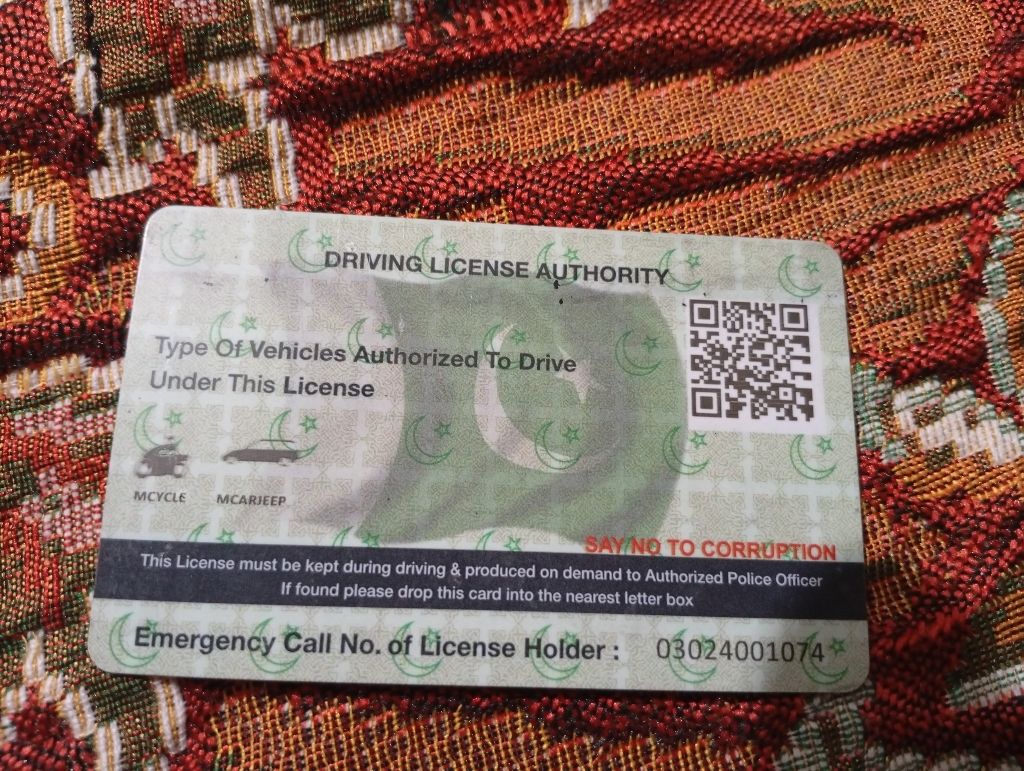 DRIVING LICENSE AUTHORITY
Type Of Vehicles Authorized To Drive
Under This License
MCYCLE MCARJEEP
SAY NO TO CORRUPTION
This License must be kept during driving & produced on demand to Authorized Police Officer
If found please drop this card into the nearest letter box
Emergency Call No. of License Holder : 03024001074